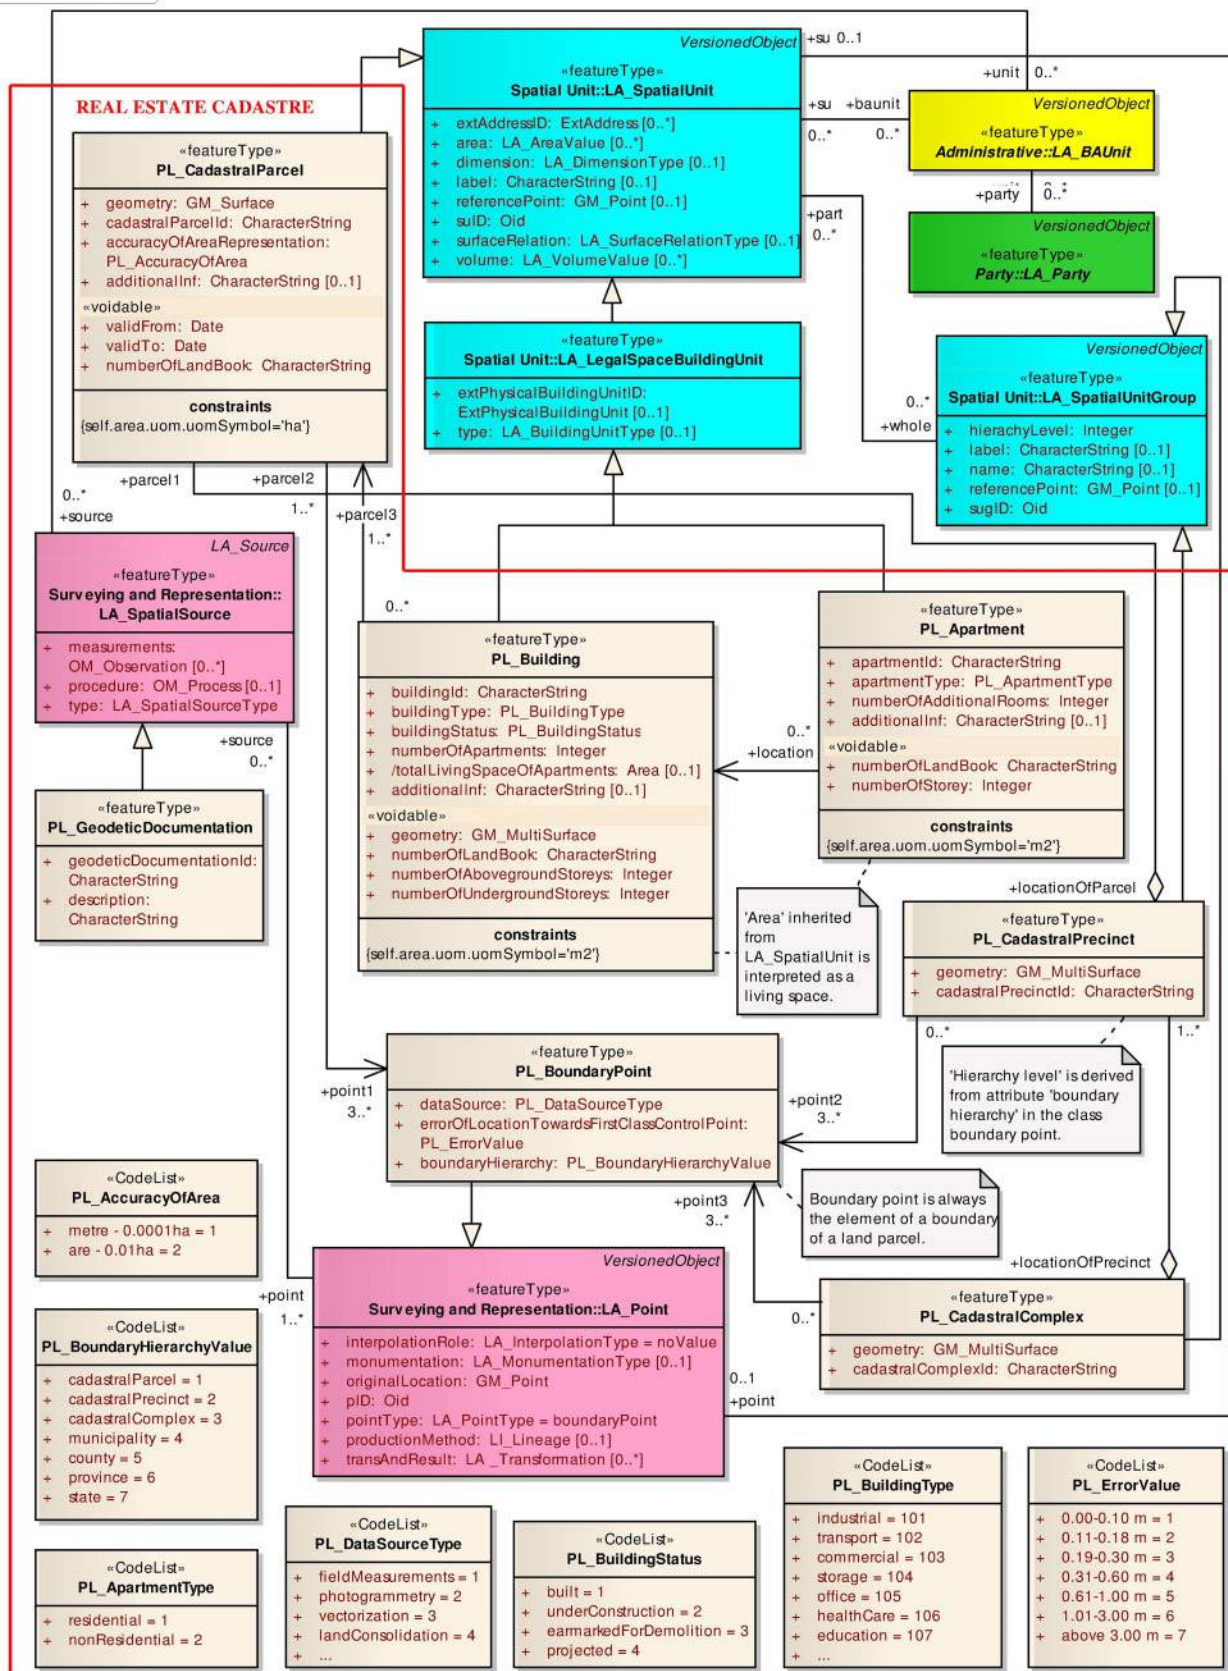 VersionedObject
«featureType»
Spatial Unit::LA_SpatialUnit
+ extAddressID: ExtAddress [0..*]
+ area: LA_AreaValue [0..*]
+ dimension: LA_DimensionType [0..1]
+ label: CharacterString [0..1]
+ referencePoint: GM_Point [0..1]
+ suID: Oid
+ surfaceRelation: LA_SurfaceRelationType [0..1]
+ volume: LA_VolumeValue [0..*]
+su 0..1
+unit 0..*
+su +baunit
0..* 0..*
VersionedObject
«featureType»
Administrative::LA_BAUnit
+party 0..*
VersionedObject
«featureType»
Party::LA_Party
+part
0..*
REAL ESTATE CADASTRE
«featureType»
PL_CadastralParcel
+ geometry: GM_Surface
+ cadastralParcelId: CharacterString
+ accuracyOfAreaRepresentation:
PL_AccuracyOfArea
+ additionalInf: CharacterString [0..1]
«voidable»
+ validFrom: Date
+ validTo: Date
+ numberOfLandBook: CharacterString
constraints
{self.area.uom.uomSymbol='ha'}
«featureType»
Spatial Unit::LA_LegalSpaceBuildingUnit
+ extPhysicalBuildingUnitID:
ExtPhysicalBuildingUnit [0..1]
+ type: LA_BuildingUnitType [0..1]
VersionedObject
«featureType»
Spatial Unit::LA_SpatialUnitGroup
+ hierachyLevel: Integer
+ label: CharacterString [0..1]
+ name: CharacterString [0..1]
+ referencePoint: GM_Point [0..1]
+ sugID: Oid
0..*
+whole
+parcel1 +parcel2
0..*
+source
1..*
+parcel3
1..*
LA_Source
«featureType»
Surveying and Representation::
LA_SpatialSource
+ measurements:
OM_Observation [0..*]
+ procedure: OM_Process [0..1]
+ type: LA_SpatialSourceType
+source
0..*
«featureType»
PL_GeodeticDocumentation
+ geodeticDocumentationId:
CharacterString
+ description:
CharacterString
0..*
«featureType»
PL_Building
+ buildingId: CharacterString
+ buildingType: PL_BuildingType
+ buildingStatus: PL_BuildingStatus
+ numberOfApartments: Integer
+ /totalLivingSpaceOfApartments: Area [0..1]
+ additionalInf: CharacterString [0..1]
«voidable»
+ geometry: GM_MultiSurface
+ numberOfLandBook: CharacterString
+ numberOfAbovegroundStoreys: Integer
+ numberOfUndergroundStoreys: Integer
constraints
{self.area.uom.uomSymbol='m2'}
0..*
+location
«featureType»
PL_Apartment
+ apartmentId: CharacterString
+ apartmentType: PL_ApartmentType
+ numberOfAdditionalRooms: Integer
+ additionalInf: CharacterString [0..1]
«voidable»
+ numberOfLandBook: CharacterString
+ numberOfStorey: Integer
constraints
{self.area.uom.uomSymbol='m2'}
'Area' inherited
from
LA_SpatialUnit is
interpreted as a
living space.
+locationOfParcel
«featureType»
PL_CadastralPrecinct
+ geometry: GM_MultiSurface
+ cadastralPrecinctId: CharacterString
0..*
1..*
'Hierarchy level' is derived
from attribute 'boundary
hierarchy' in the class
boundary point.
+point1
3..*
«featureType»
PL_BoundaryPoint
+ dataSource: PL_DataSourceType
+ errorOfLocationTowardsFirstClassControlPoint:
PL_ErrorValue
+ boundaryHierarchy: PL_BoundaryHierarchyValue
+point2
3..*
+point3
3..*
Boundary point is always
the element of a boundary
of a land parcel.
+locationOfPrecinct
«featureType»
PL_CadastralComplex
+ geometry: GM_MultiSurface
+ cadastralComplexId: CharacterString
0..*
+point
1..*
VersionedObject
«featureType»
Surveying and Representation::LA_Point
+ interpolationRole: LA_InterpolationType = noValue
+ monumentation: LA_MonumentationType [0..1]
+ originalLocation: GM_Point
+ pID: Oid
+ pointType: LA_PointType = boundaryPoint
+ productionMethod: LI_Lineage [0..1]
+ transAndResult: LA _Transformation [0..*]
0..1
+point
«CodeList»
PL_AccuracyOfArea
+ metre - 0.0001ha = 1
+ are - 0.01ha = 2
«CodeList»
PL_BoundaryHierarchyValue
+ cadastralParcel = 1
+ cadastralPrecinct = 2
+ cadastralComplex = 3
+ municipality = 4
+ county = 5
+ province = 6
+ state = 7
«CodeList»
PL_ApartmentType
+ residential = 1
+ nonResidential = 2
«CodeList»
PL_DataSourceType
+ fieldMeasurements = 1
+ photogrammetry = 2
+ vectorization = 3
+ landConsolidation = 4
+ ...
«CodeList»
PL_BuildingStatus
+ built = 1
+ underConstruction = 2
+ earmarkedForDemolition = 3
+ projected = 4
«CodeList»
PL_BuildingType
+ industrial = 101
+ transport = 102
+ commercial = 103
+ storage = 104
+ office = 105
+ healthCare = 106
+ education = 107
+ ...
«CodeList»
PL_ErrorValue
+ 0.00-0.10 m = 1
+ 0.11-0.18 m = 2
+ 0.19-0.30 m = 3
+ 0.31-0.60 m = 4
+ 0.61-1.00 m = 5
+ 1.01-3.00 m = 6
+ above 3.00 m = 7